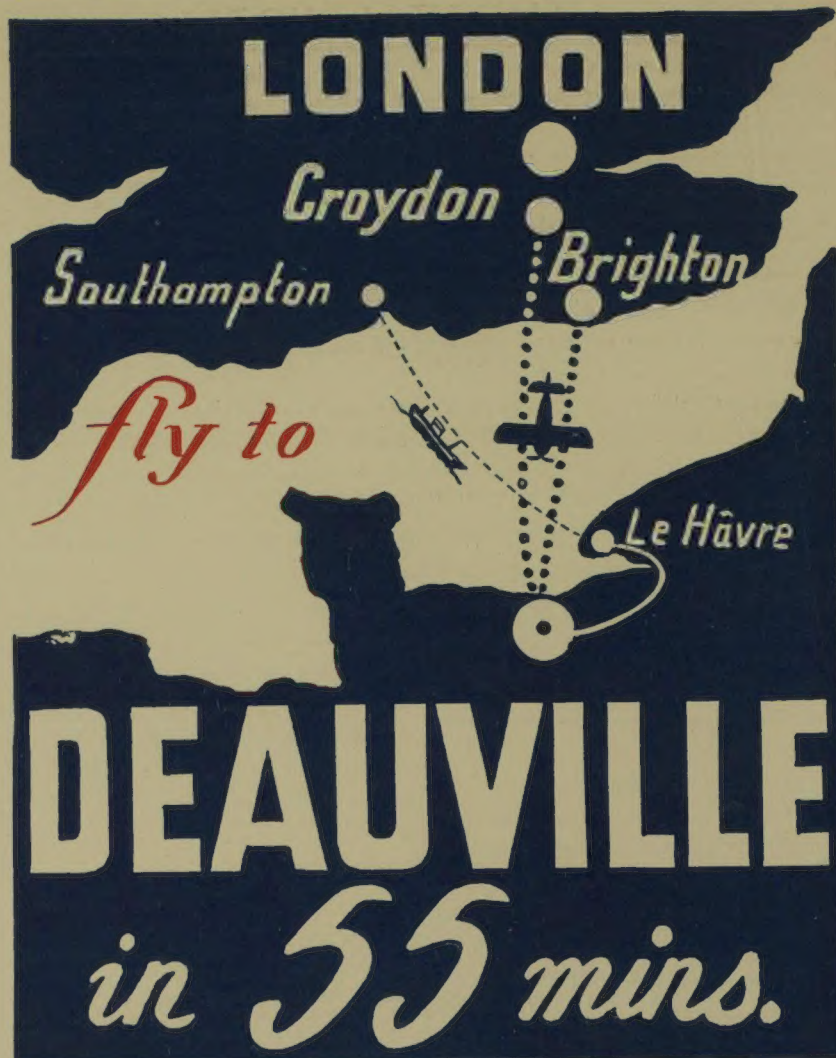 LONDON
Croydon
Brighton
Southampton
fly to
Le Hâvre
DEAUVILLE
in 55 mins.